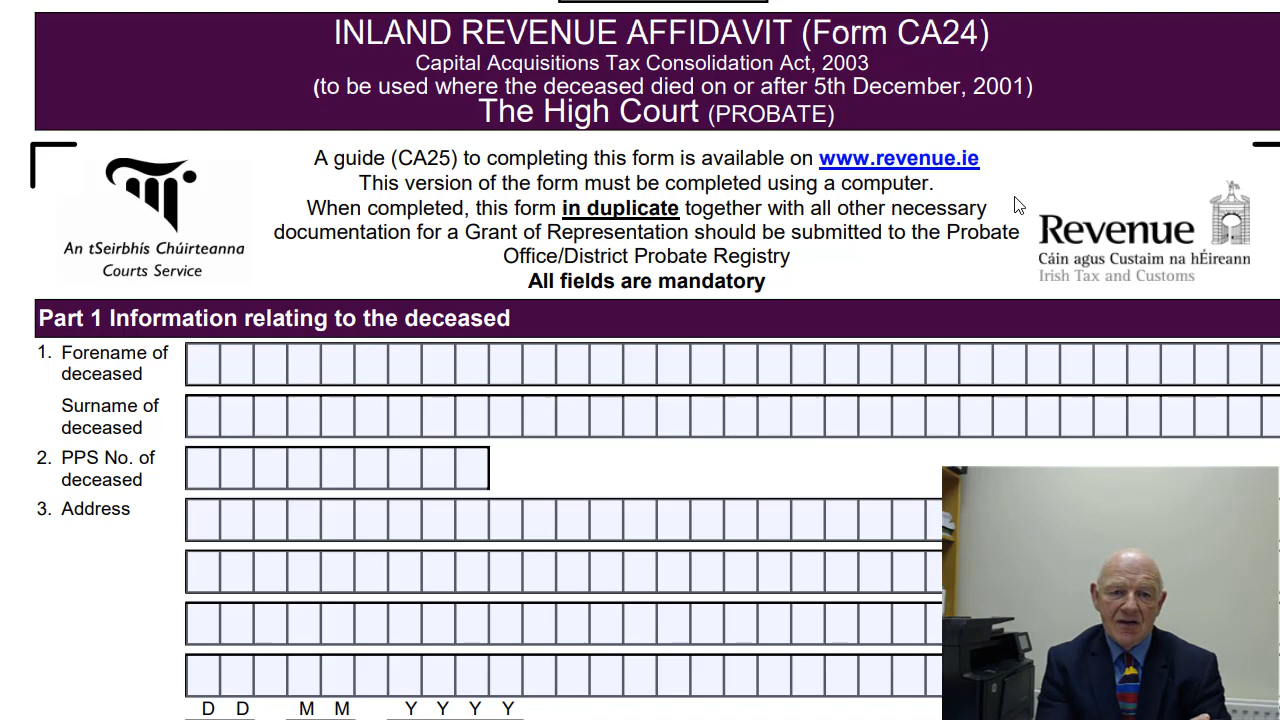 INLAND REVENUE AFFIDAVIT (Form CA24)
Capital Acquisitions Tax Consolidation Act, 2003
(to be used where the deceased died on or after 5th December, 2001)
The High Court (PROBATE)
A guide (CA25) to completing this form is available on www.revenue.ie
This version of the form must be completed using a computer.
When completed, this form in duplicate together with all other necessary
documentation for a Grant of Representation should be submitted to the Probate
Office/District Probate Registry
All fields are mandatory
An tSeirbhís Chúirteanna
Courts Service
Revenue
Cáin agus Custaim na hÉireann
Irish Tax and Customs
Part 1 Information relating to the deceased
1. Forename of
deceased
Surname of
deceased
2. PPS No. of
deceased
3. Address
D D M M Y Y Y Y